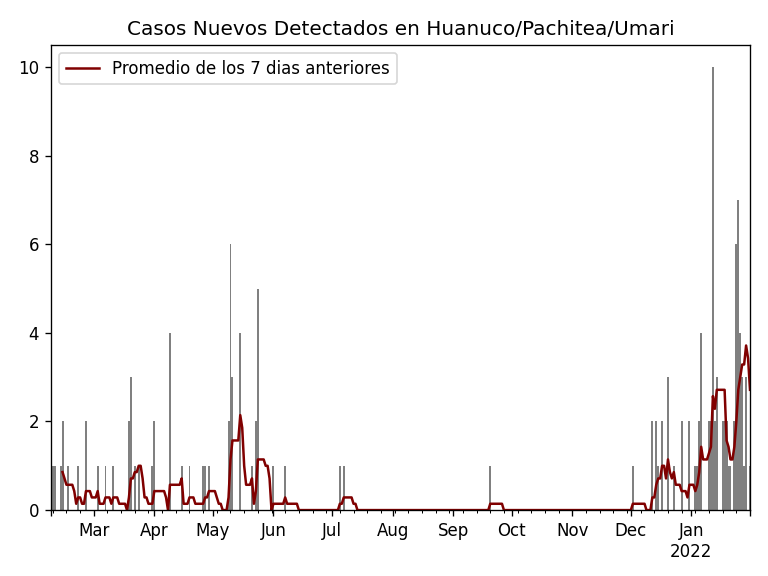 Casos Nuevos Detectados en Huanuco/Pachitea/Umari
Promedio de los 7 dias anteriores
10
8
6
4
2
0
Mar Apr May Jun Jul Aug Sep Oct Nov Dec Jan
2022